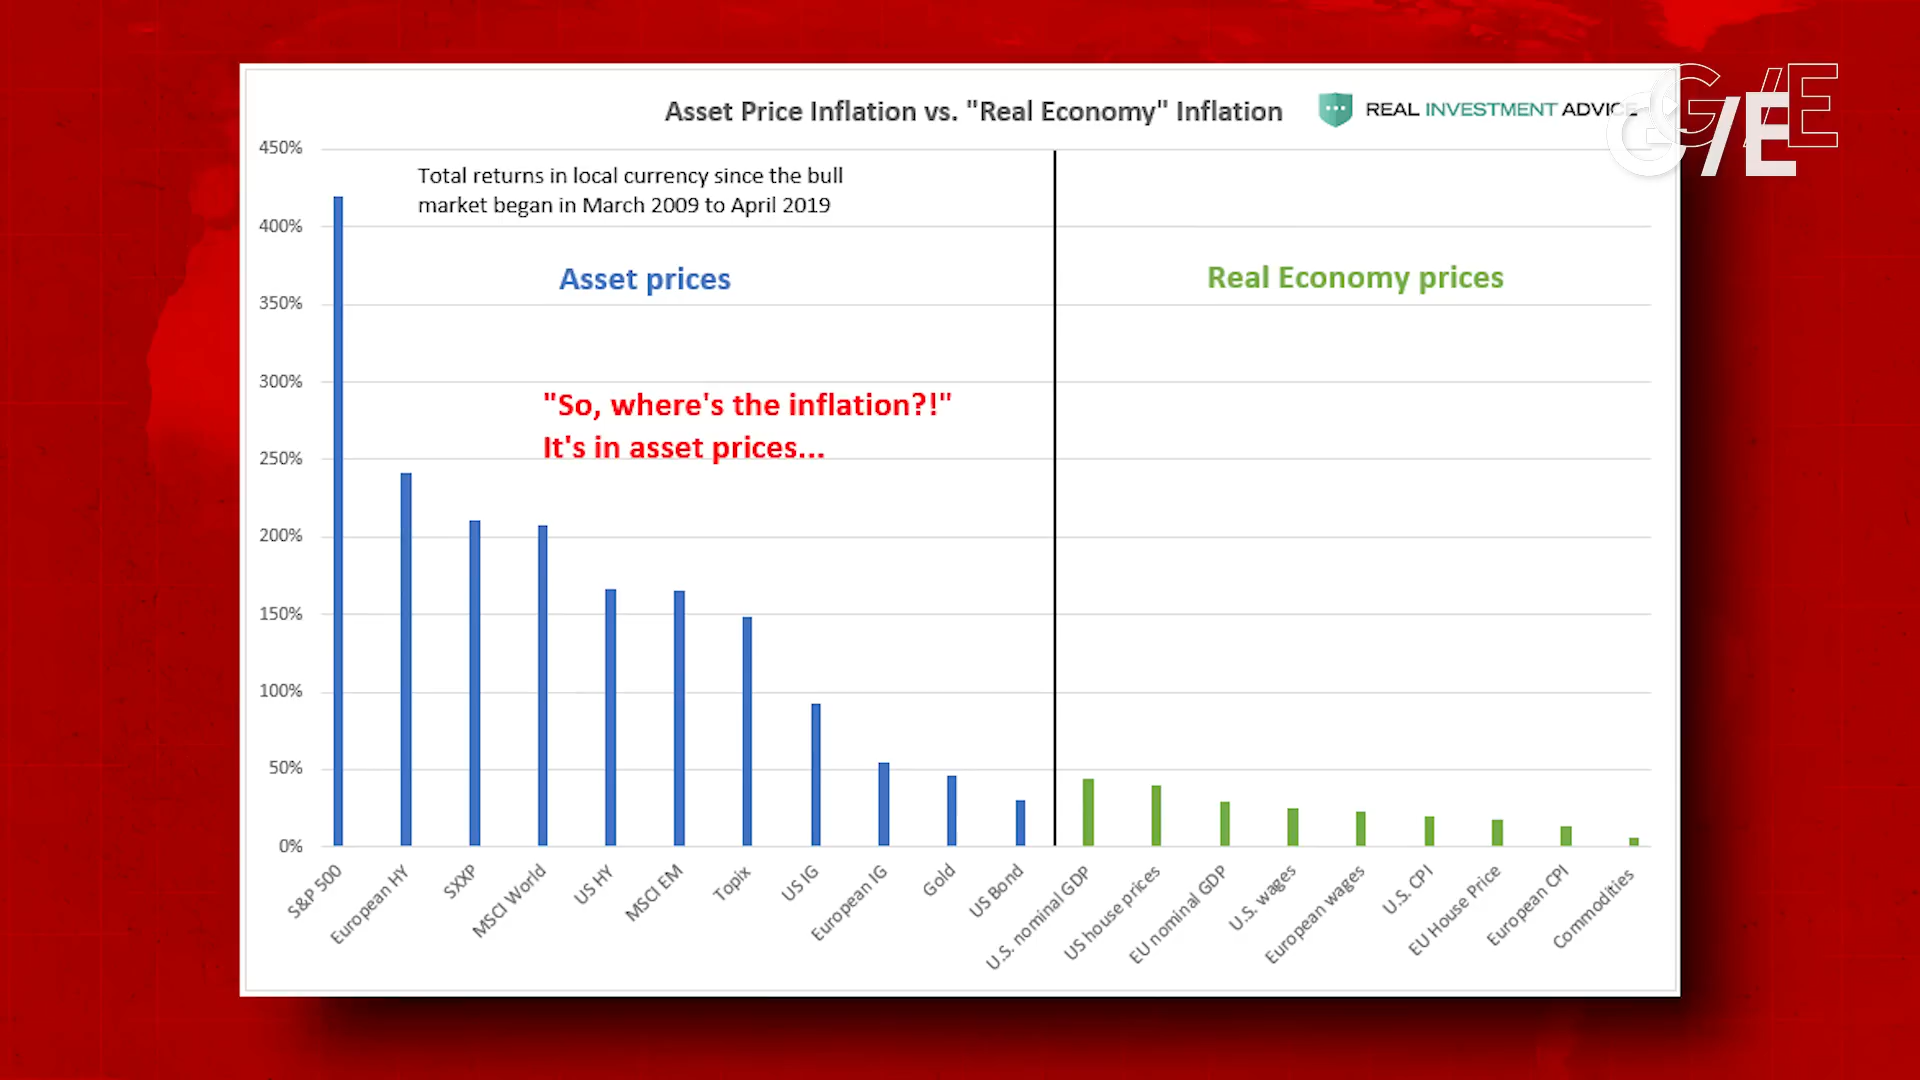 Asset Price Inflation vs. "Real Economy" Inflation
REAL INVESTMENT ADVICE
G/E
G/E
450%
400%
350%
300%
250%
200%
150%
100%
50%
0%
Total returns in local currency since the bull
market began in March 2009 to April 2019
Asset prices
Real Economy prices
"So, where's the inflation?!"
It's in asset prices...
S&P 500
European HY
SXXP
MSCI World
US HY
MSCI EM
Topix
US IG
European IG
Gold
US Bond
U.S. nominal GDP
US house prices
EU nominal GDP
U.S. wages
European wages
U.S. CPI
EU House Price
European CPI
Commodities